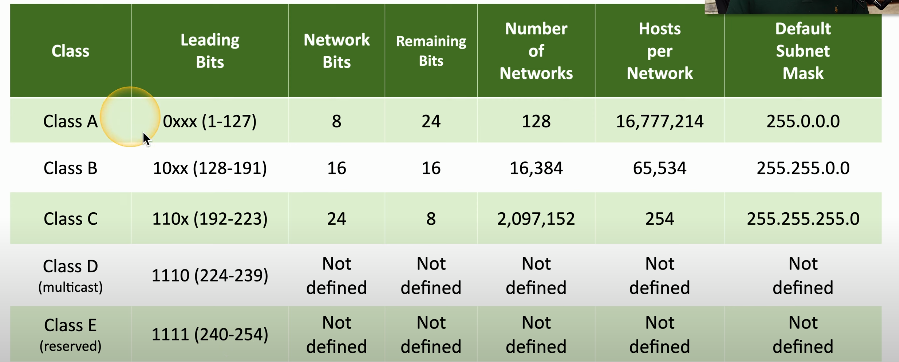 Class Leading Bits Network Bits Remaining Bits Number of Networks Hosts per Network Default Subnet Mask
Class A 0xxx (1-127) 8 24 128 16,777,214 255.0.0.0
Class B 10xx (128-191) 16 16 16,384 65,534 255.255.0.0
Class C 110x (192-223) 24 8 2,097,152 254 255.255.255.0
Class D (multicast) 1110 (224-239) Not defined Not defined Not defined Not defined Not defined
Class E (reserved) 1111 (240-254) Not defined Not defined Not defined Not defined Not defined